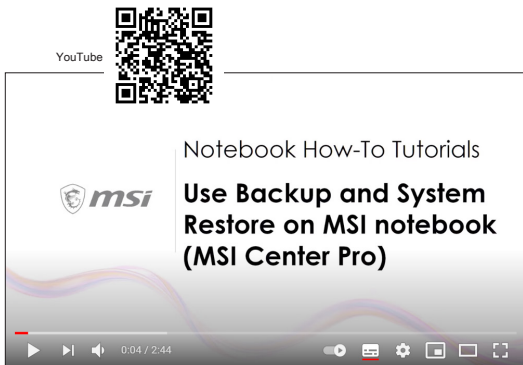 YouTube
Notebook How-To Tutorials
msi
Use Backup and System
Restore on MSI notebook
(MSI Center Pro)
0:04 / 2:44